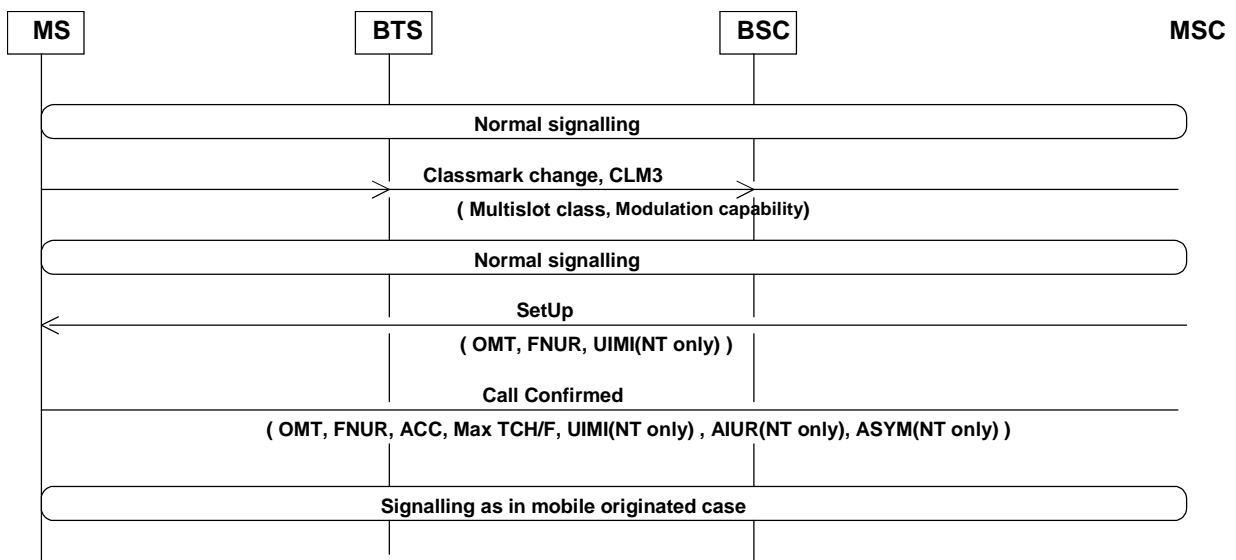 MS BTS BSC MSC
Normal signalling
Classmark change, CLM3
( Multislot class, Modulation capability)
Normal signalling
SetUp
( OMT, FNUR, UIMI(NT only) )
Call Confirmed
( OMT, FNUR, ACC, Max TCH/F, UIMI(NT only) , AIUR(NT only), ASYM(NT only) )
Signalling as in mobile originated case